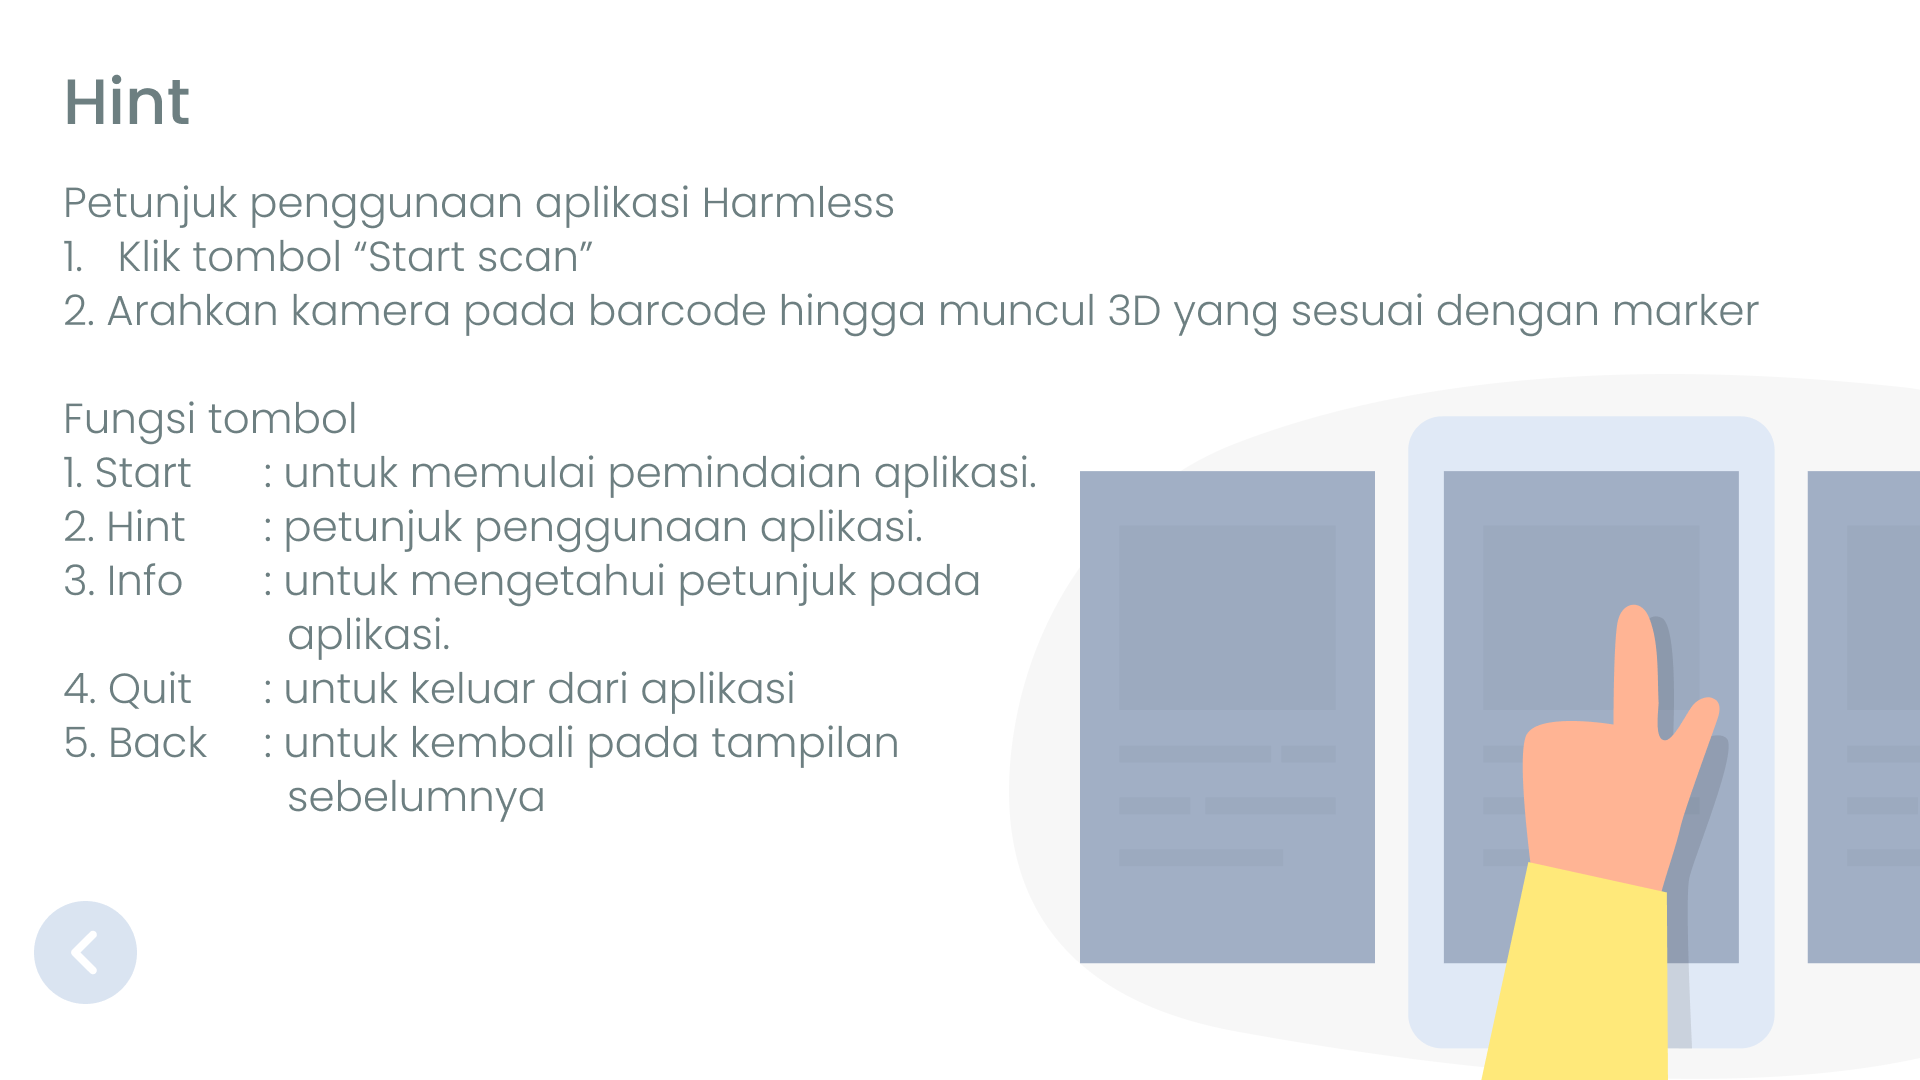 Hint
Petunjuk penggunaan aplikasi Harmless
1. Klik tombol “Start scan”
2. Arahkan kamera pada barcode hingga muncul 3D yang sesuai dengan marker
Fungsi tombol
1. Start : untuk memulai pemindaian aplikasi.
2. Hint : petunjuk penggunaan aplikasi.
3. Info : untuk mengetahui petunjuk pada
aplikasi.
4. Quit : untuk keluar dari aplikasi
5. Back : untuk kembali pada tampilan
sebelumnya